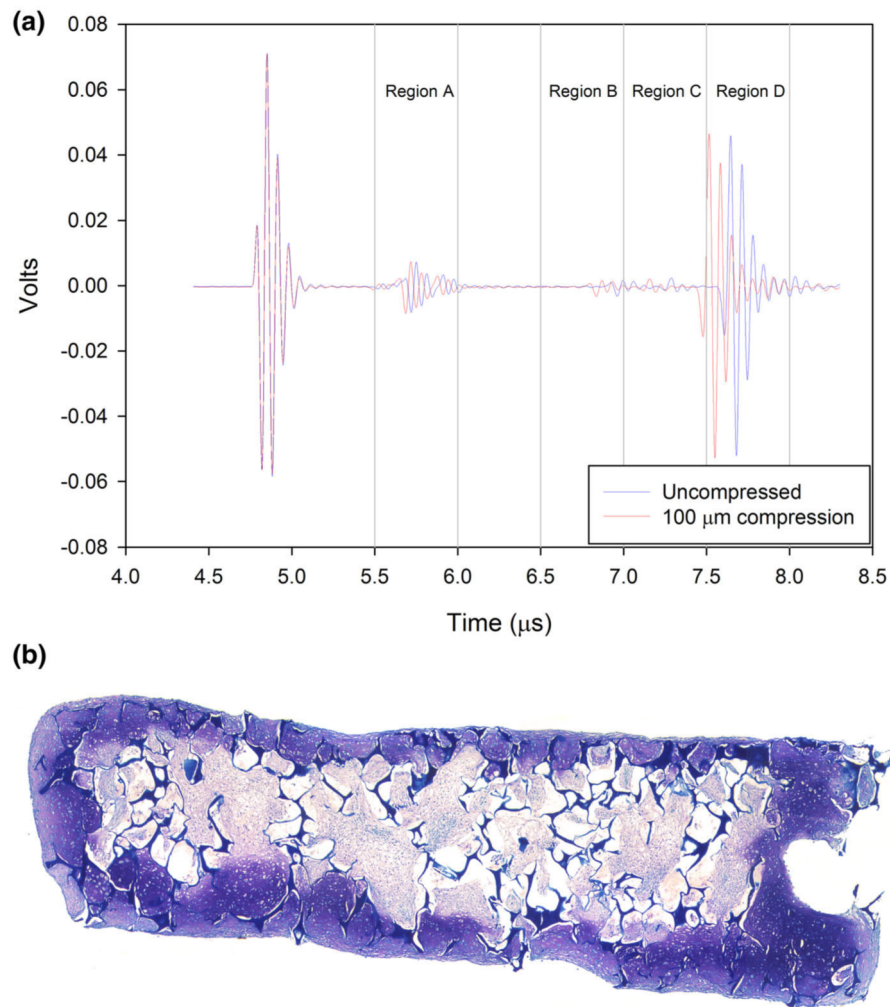 (a)
0.08
0.06
0.04
0.02
0.00
-0.02
-0.04
-0.06
-0.08
Volts
Region A
Region B
Region C
Region D
Uncompressed
100 μm compression
4.0 4.5 5.0 5.5 6.0 6.5 7.0 7.5 8.0 8.5
Time (μs)
(b)